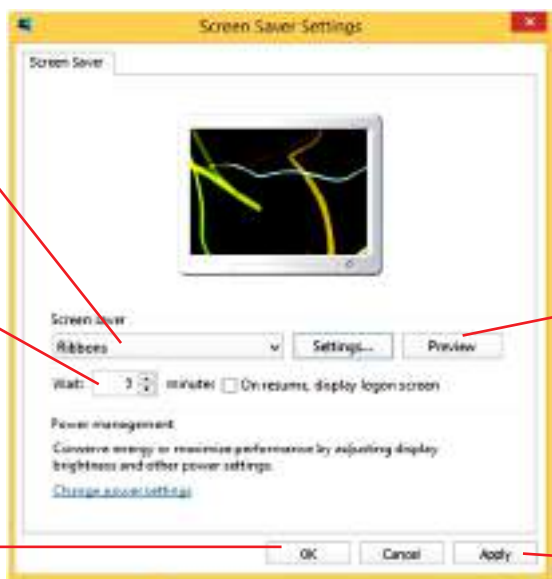 Screen Saver Settings
Screen Saver
Screen saver
Ribbons
Settings...
Preview
Wait:
3
minutes
On resume, display logon screen
Power management
Conserve energy or maximize performance by adjusting display
brightness and other power settings.
Change power settings
OK
Cancel
Apply